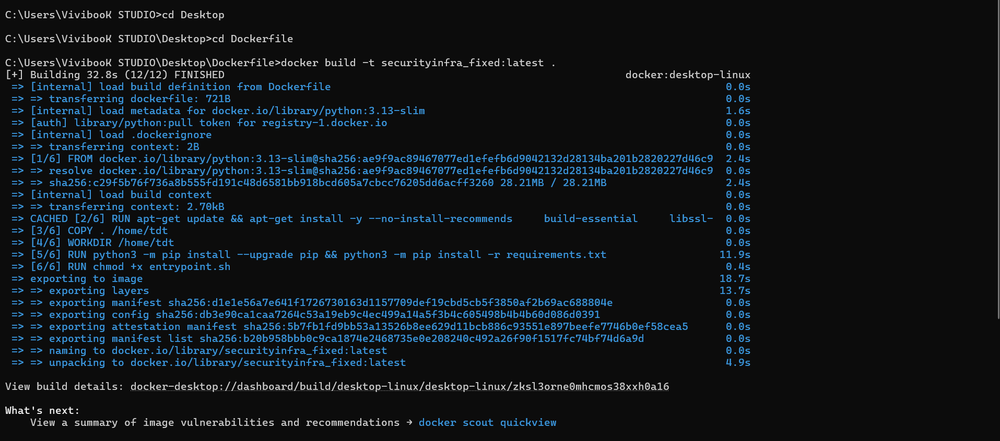 C:\Users\VivibooK STUDIO>cd Desktop
C:\Users\VivibooK STUDIO\Desktop>cd Dockerfile
C:\Users\VivibooK STUDIO\Desktop\Dockerfile>docker build -t securityinfra_fixed:latest .
[+] Building 32.8s (12/12) FINISHED docker:desktop-linux
=> [internal] load build definition from Dockerfile 0.0s
=> => transferring dockerfile: 721B 0.0s
=> [internal] load metadata for docker.io/library/python:3.13-slim 1.6s
=> [auth] library/python:pull token for registry-1.docker.io 0.0s
=> [internal] load .dockerignore 0.0s
=> => transferring context: 2B 0.0s
=> [1/6] FROM docker.io/library/python:3.13-slim@sha256:ae9f9ac89467077ed1efefb6d9042132d28134ba201b2820227d46c9 2.4s
=> => resolve docker.io/library/python:3.13-slim@sha256:ae9f9ac89467077ed1efefb6d9042132d28134ba201b2820227d46c9 0.0s
=> => sha256:c29f5b76f736a8b555fd191c48d6581bb918bcd605a7cbcc76205dd6acff3260 28.21MB / 28.21MB 2.4s
=> [internal] load build context 0.0s
=> => transferring context: 2.70kB 0.0s
=> CACHED [2/6] RUN apt-get update && apt-get install -y --no-install-recommends     build-essential     libssl- 0.0s
=> [3/6] COPY . /home/tdt 0.0s
=> [4/6] WORKDIR /home/tdt 0.0s
=> [5/6] RUN python3 -m pip install --upgrade pip && python3 -m pip install -r requirements.txt 11.9s
=> [6/6] RUN chmod +x entrypoint.sh 0.4s
=> exporting to image 18.7s
=> => exporting layers 13.7s
=> => exporting manifest sha256:d1e1e56a7e641f1726730163d1157709def19cbd5cb5f3850af2b69ac688804e 0.0s
=> => exporting config sha256:db3e90ca1caa7264c53a19eb9c4ec499a14a5f3b4c605498b4b4b60d086d0391 0.0s
=> => exporting attestation manifest sha256:5b7fb1fd9bb53a13526b8ee629d11bcb886c93551e897beefe7746b0ef58cea5 0.0s
=> => exporting manifest list sha256:b20b958bbb0c9ca1874e2468735e0e208240c492a26f90f1517fc74bf74d6a9d 0.0s
=> => naming to docker.io/library/securityinfra_fixed:latest 0.0s
=> => unpacking to docker.io/library/securityinfra_fixed:latest 4.9s
View build details: docker-desktop://dashboard/build/desktop-linux/desktop-linux/zksl3orne0mhcmos38xxh0a16
What's next:
View a summary of image vulnerabilities and recommendations → docker scout quickview